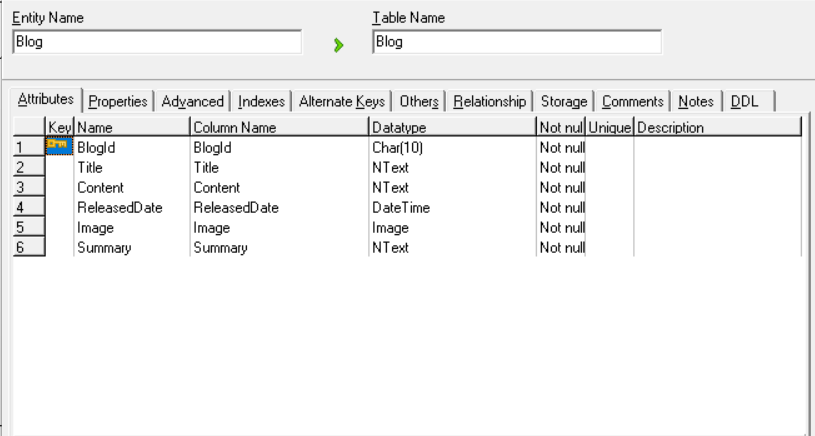 Entity Name Table Name
Blog Blog
Attributes Properties Advanced Indexes Alternate Keys Others Relationship Storage Comments Notes DDL
Key Name Column Name Datatype Not nul Unique Description
1 BlogId BlogId Char(10) Not null
2 Title Title NText Not null
3 Content Content NText Not null
4 ReleasedDate ReleasedDate DateTime Not null
5 Image Image Image Not null
6 Summary Summary NText Not null